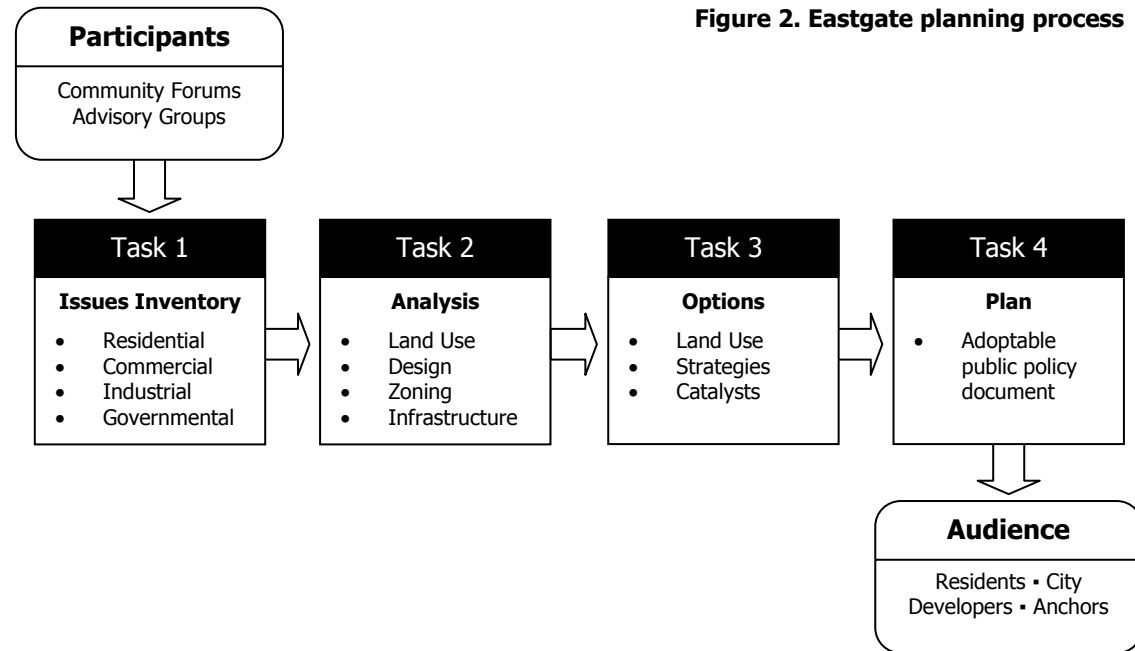 Figure 2. Eastgate planning process
Participants
Community Forums
Advisory Groups
Task 1
Issues Inventory
• Residential
• Commercial
• Industrial
• Governmental
Task 2
Analysis
• Land Use
• Design
• Zoning
• Infrastructure
Task 3
Options
• Land Use
• Strategies
• Catalysts
Task 4
Plan
• Adoptable
public policy
document
Audience
Residents ▪ City
Developers ▪ Anchors